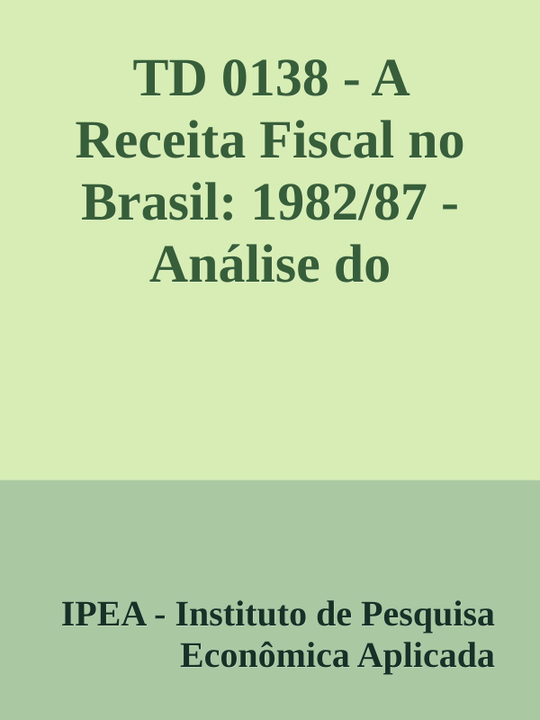 TD 0138 - A
Receita Fiscal no
Brasil: 1982/87 -
Análise do
IPEA - Instituto de Pesquisa
Econômica Aplicada